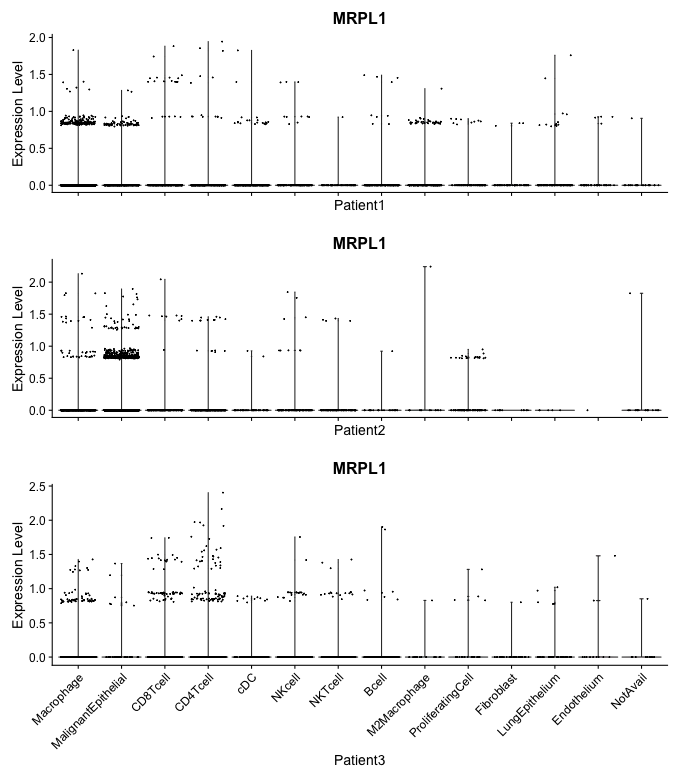 MRPL1
Expression Level
2.0
1.5
1.0
0.5
0.0
Patient1
MRPL1
Expression Level
2.0
1.5
1.0
0.5
0.0
Patient2
MRPL1
Expression Level
2.5
2.0
1.5
1.0
0.5
0.0
Macrophage
MalignantEpithelial
CD8Tcell
CD4Tcell
cDC
NKcell
NKTcell
Bcell
M2Macrophage
ProliferatingCell
Fibroblast
LungEpithelium
Endothelium
NotAvail
Patient3